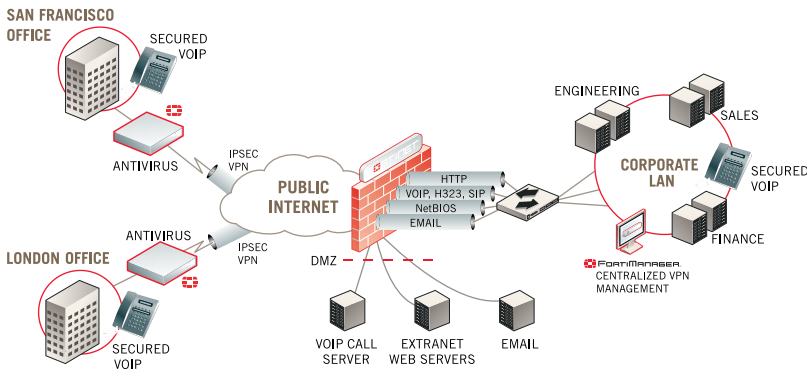 SAN FRANCISCO
OFFICE
SECURED
VOIP
ANTIVIRUS
IPSEC
VPN
PUBLIC
INTERNET
HTTP
VOIP, H323, SIP
NetBIOS
EMAIL
ENGINEERING
SALES
CORPORATE
LAN
SECURED
VOIP
FINANCE
FORTIMANAGER
CENTRALIZED VPN
MANAGEMENT
LONDON OFFICE
ANTIVIRUS
IPSEC
VPN
SECURED
VOIP
DMZ
VOIP CALL
SERVER
EXTRANET
WEB SERVERS
EMAIL